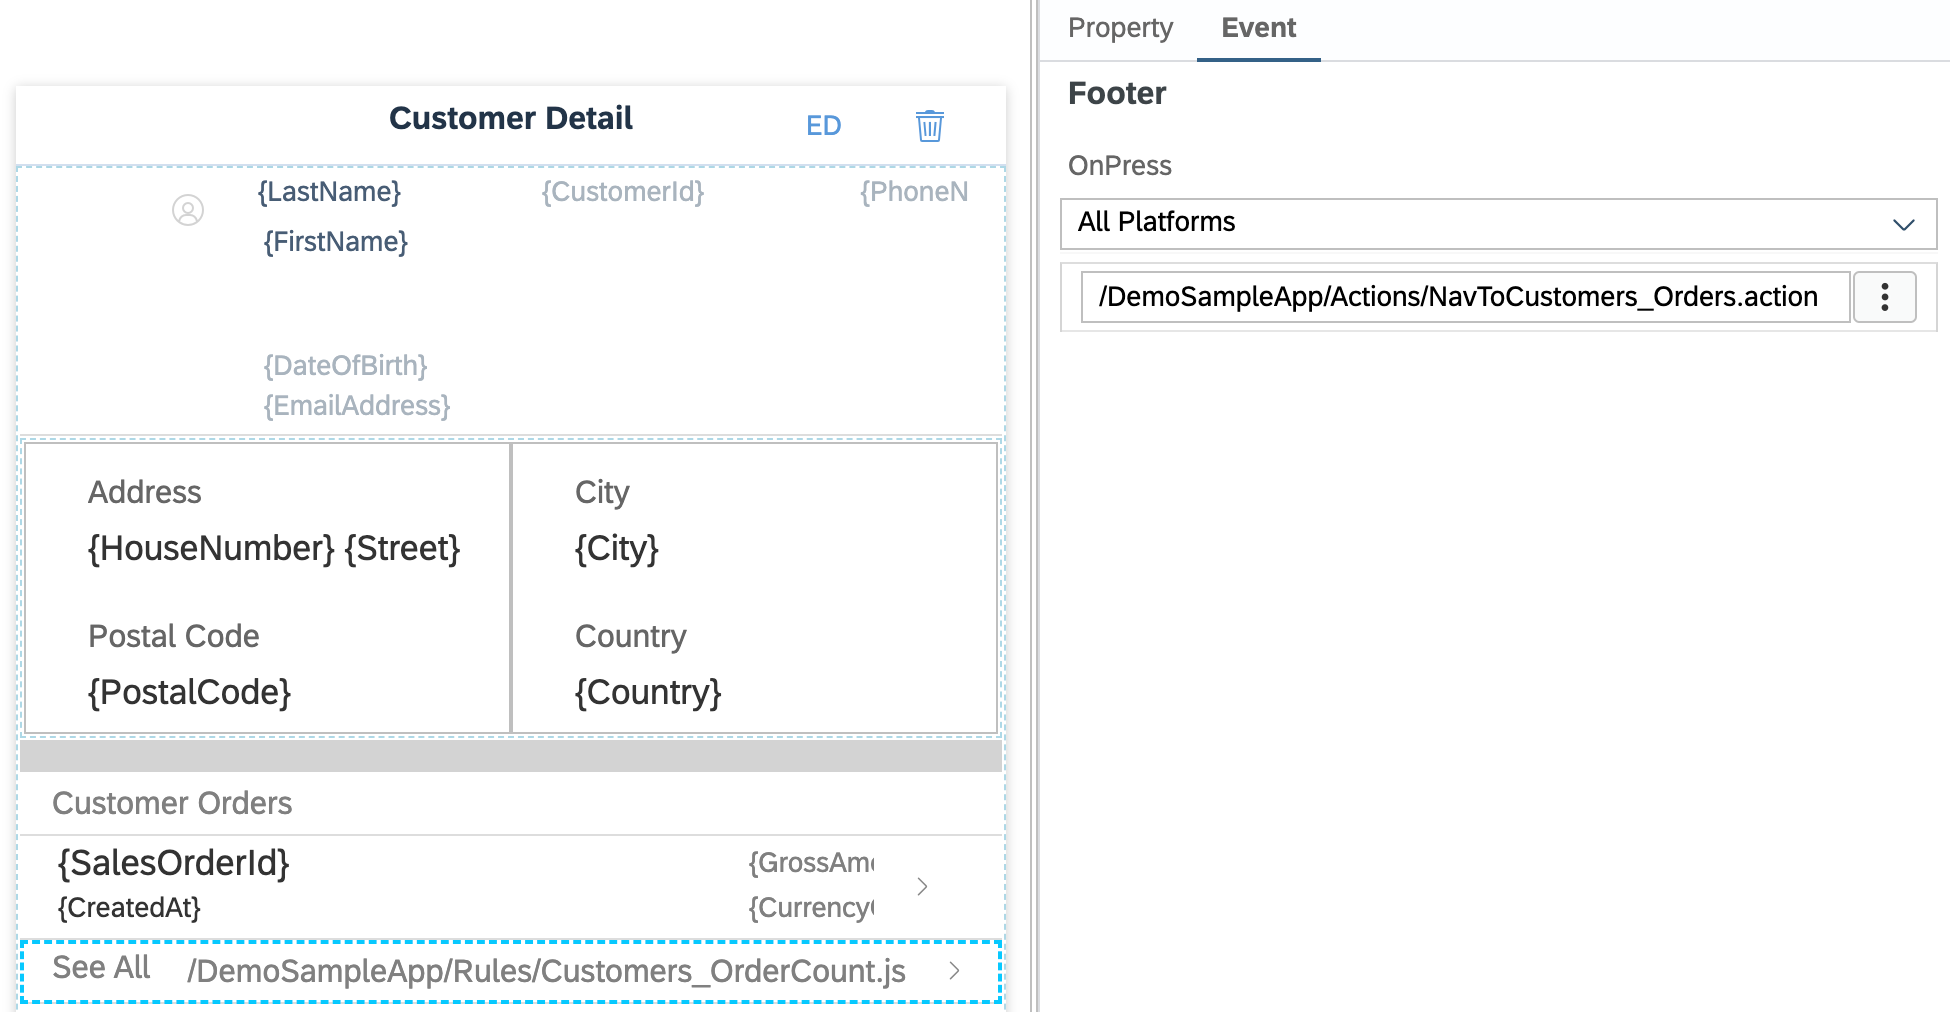 Property Event
Footer
OnPress
All Platforms
/DemoSampleApp/Actions/NavToCustomers_Orders.action
Customer Detail ED
{LastName} {CustomerId} {PhoneN
{FirstName}
{DateOfBirth}
{EmailAddress}
Address City
{HouseNumber} {Street} {City}
Postal Code Country
{PostalCode} {Country}
Customer Orders
{SalesOrderId} {GrossAm
{CreatedAt} {Currency
See All /DemoSampleApp/Rules/Customers_OrderCount.js